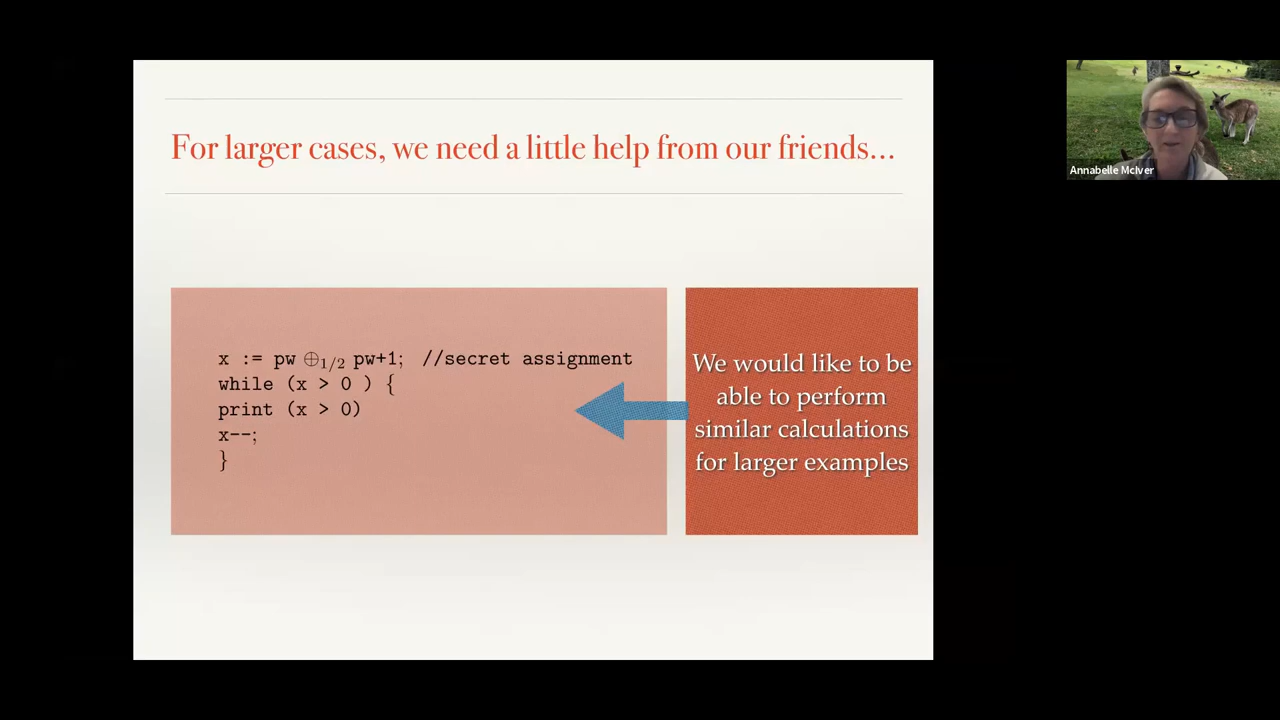 For larger cases, we need a little help from our friends...
x := pw ⊕1/2 pw+1; //secret assignment
while (x > 0 ) {
print (x > 0)
x--;
}
We would like to be
able to perform
similar calculations
for larger examples
Annabelle McIver